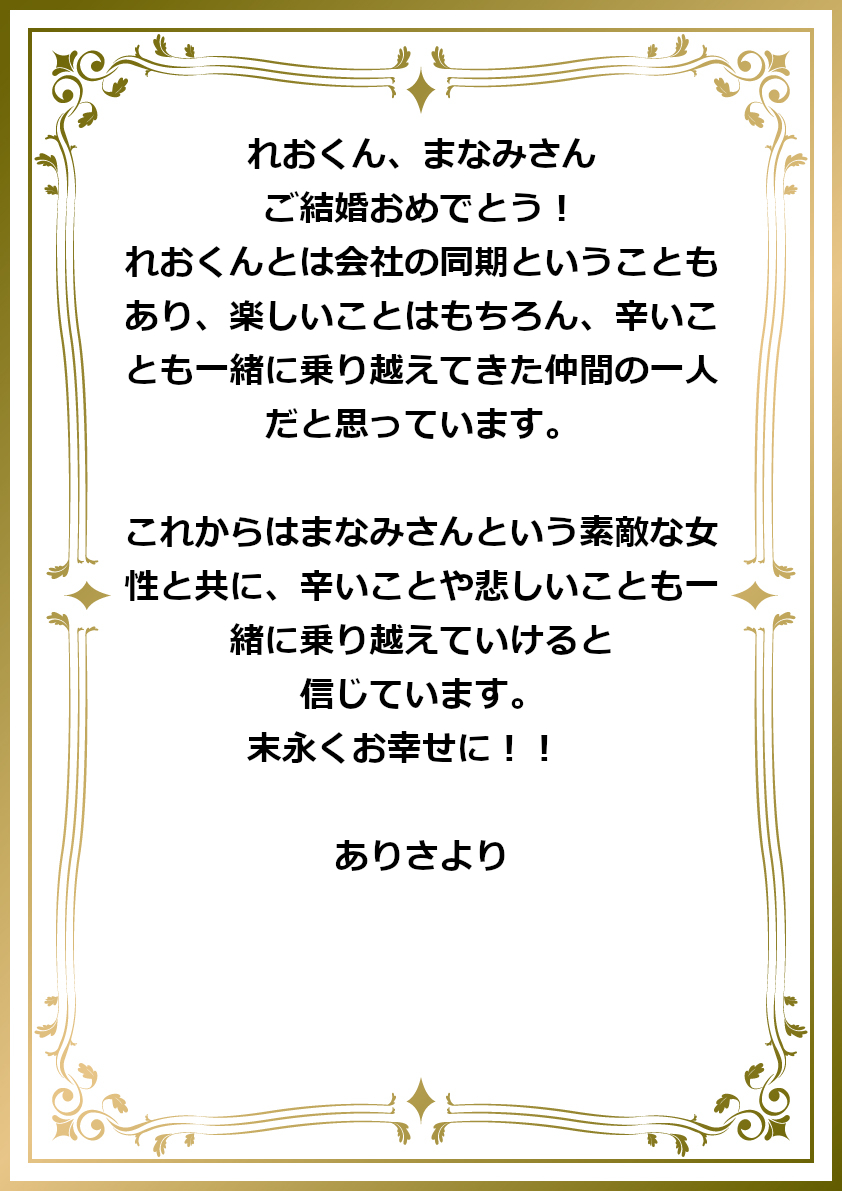 れおくん、まなみさん
ご結婚おめでとう！
れおくんとは会社の同期ということも
あり、楽しいことはもちろん、辛いこ
とも一緒に乗り越えてきた仲間の一人
だと思っています。
これからはまなみさんという素敵な女
性と共に、辛いことや悲しいことも一
緒に乗り越えていけると
信じています。
末永くお幸せに！！
ありさより